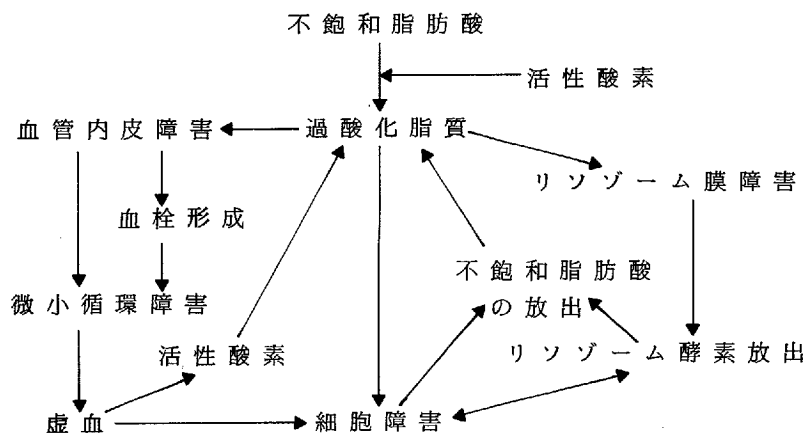 不飽和脂肪酸
活性酸素
血管内皮障害
過酸化脂質
リソゾーム膜障害
血栓形成
不飽和脂肪酸
の放出
微小循環障害
活性酸素
リソゾーム酵素放出
虚血
細胞障害